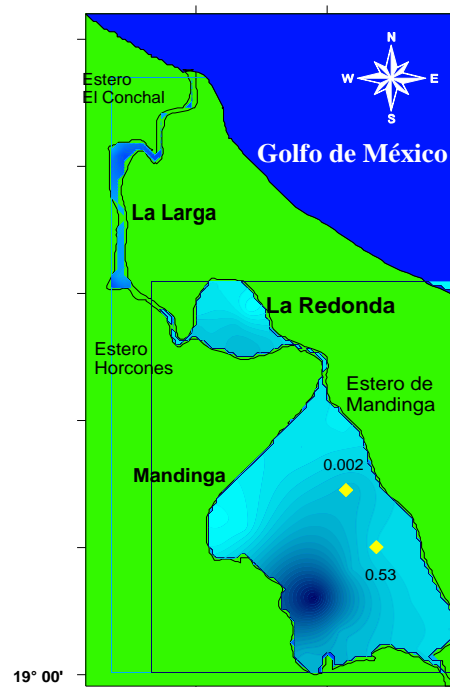 N
W E
S
Estero
El Conchal
Golfo de México
La Larga
La Redonda
Estero
Horcones
Estero de
Mandinga
0.002
Mandinga
0.53
19° 00'